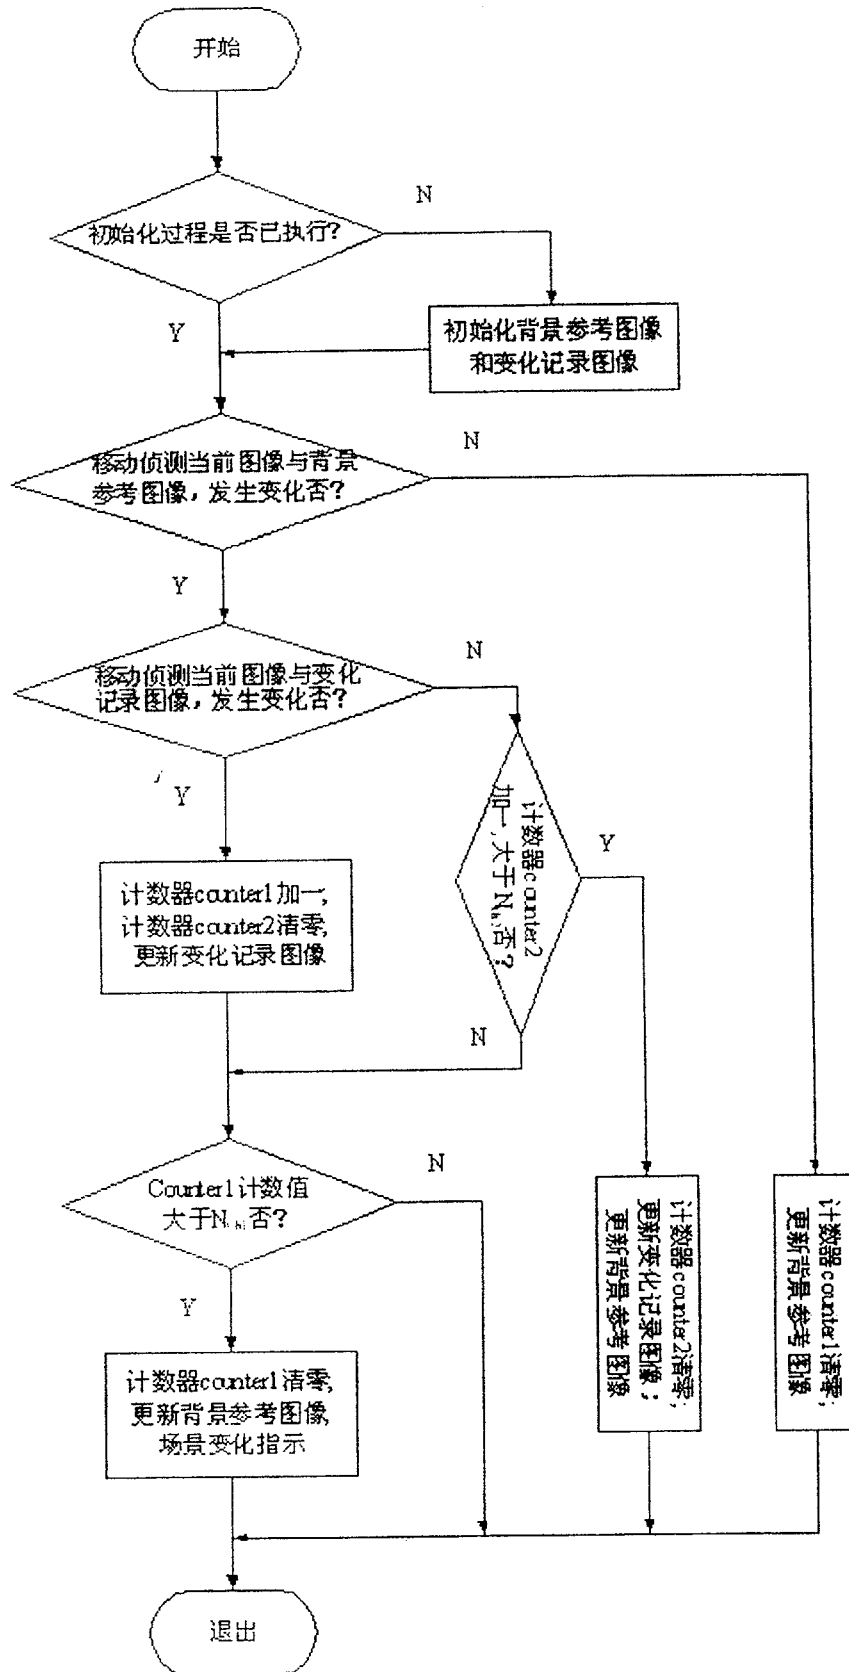 开始
N
初始化过程是否已执行?
Y
初始化背景参考图像
和变化记录图像
N
移动侦测当前图像与背景
参考图像，发生变化否?
Y
N
移动侦测当前图像与变化
记录图像，发生变化否?
Y
计数器counter2
加一，大于N 否?
Y
计数器counter1加一,
计数器counter2清零,
更新变化记录图像
N
Counter1计数值
大于N 否?
N
Y
计数器counter2清零;
更新变化记录图像;
更新背景参考图像
计数器counter1清零;
更新背景参考图像
计数器counter1清零,
更新背景参考图像,
场景变化指示
退出